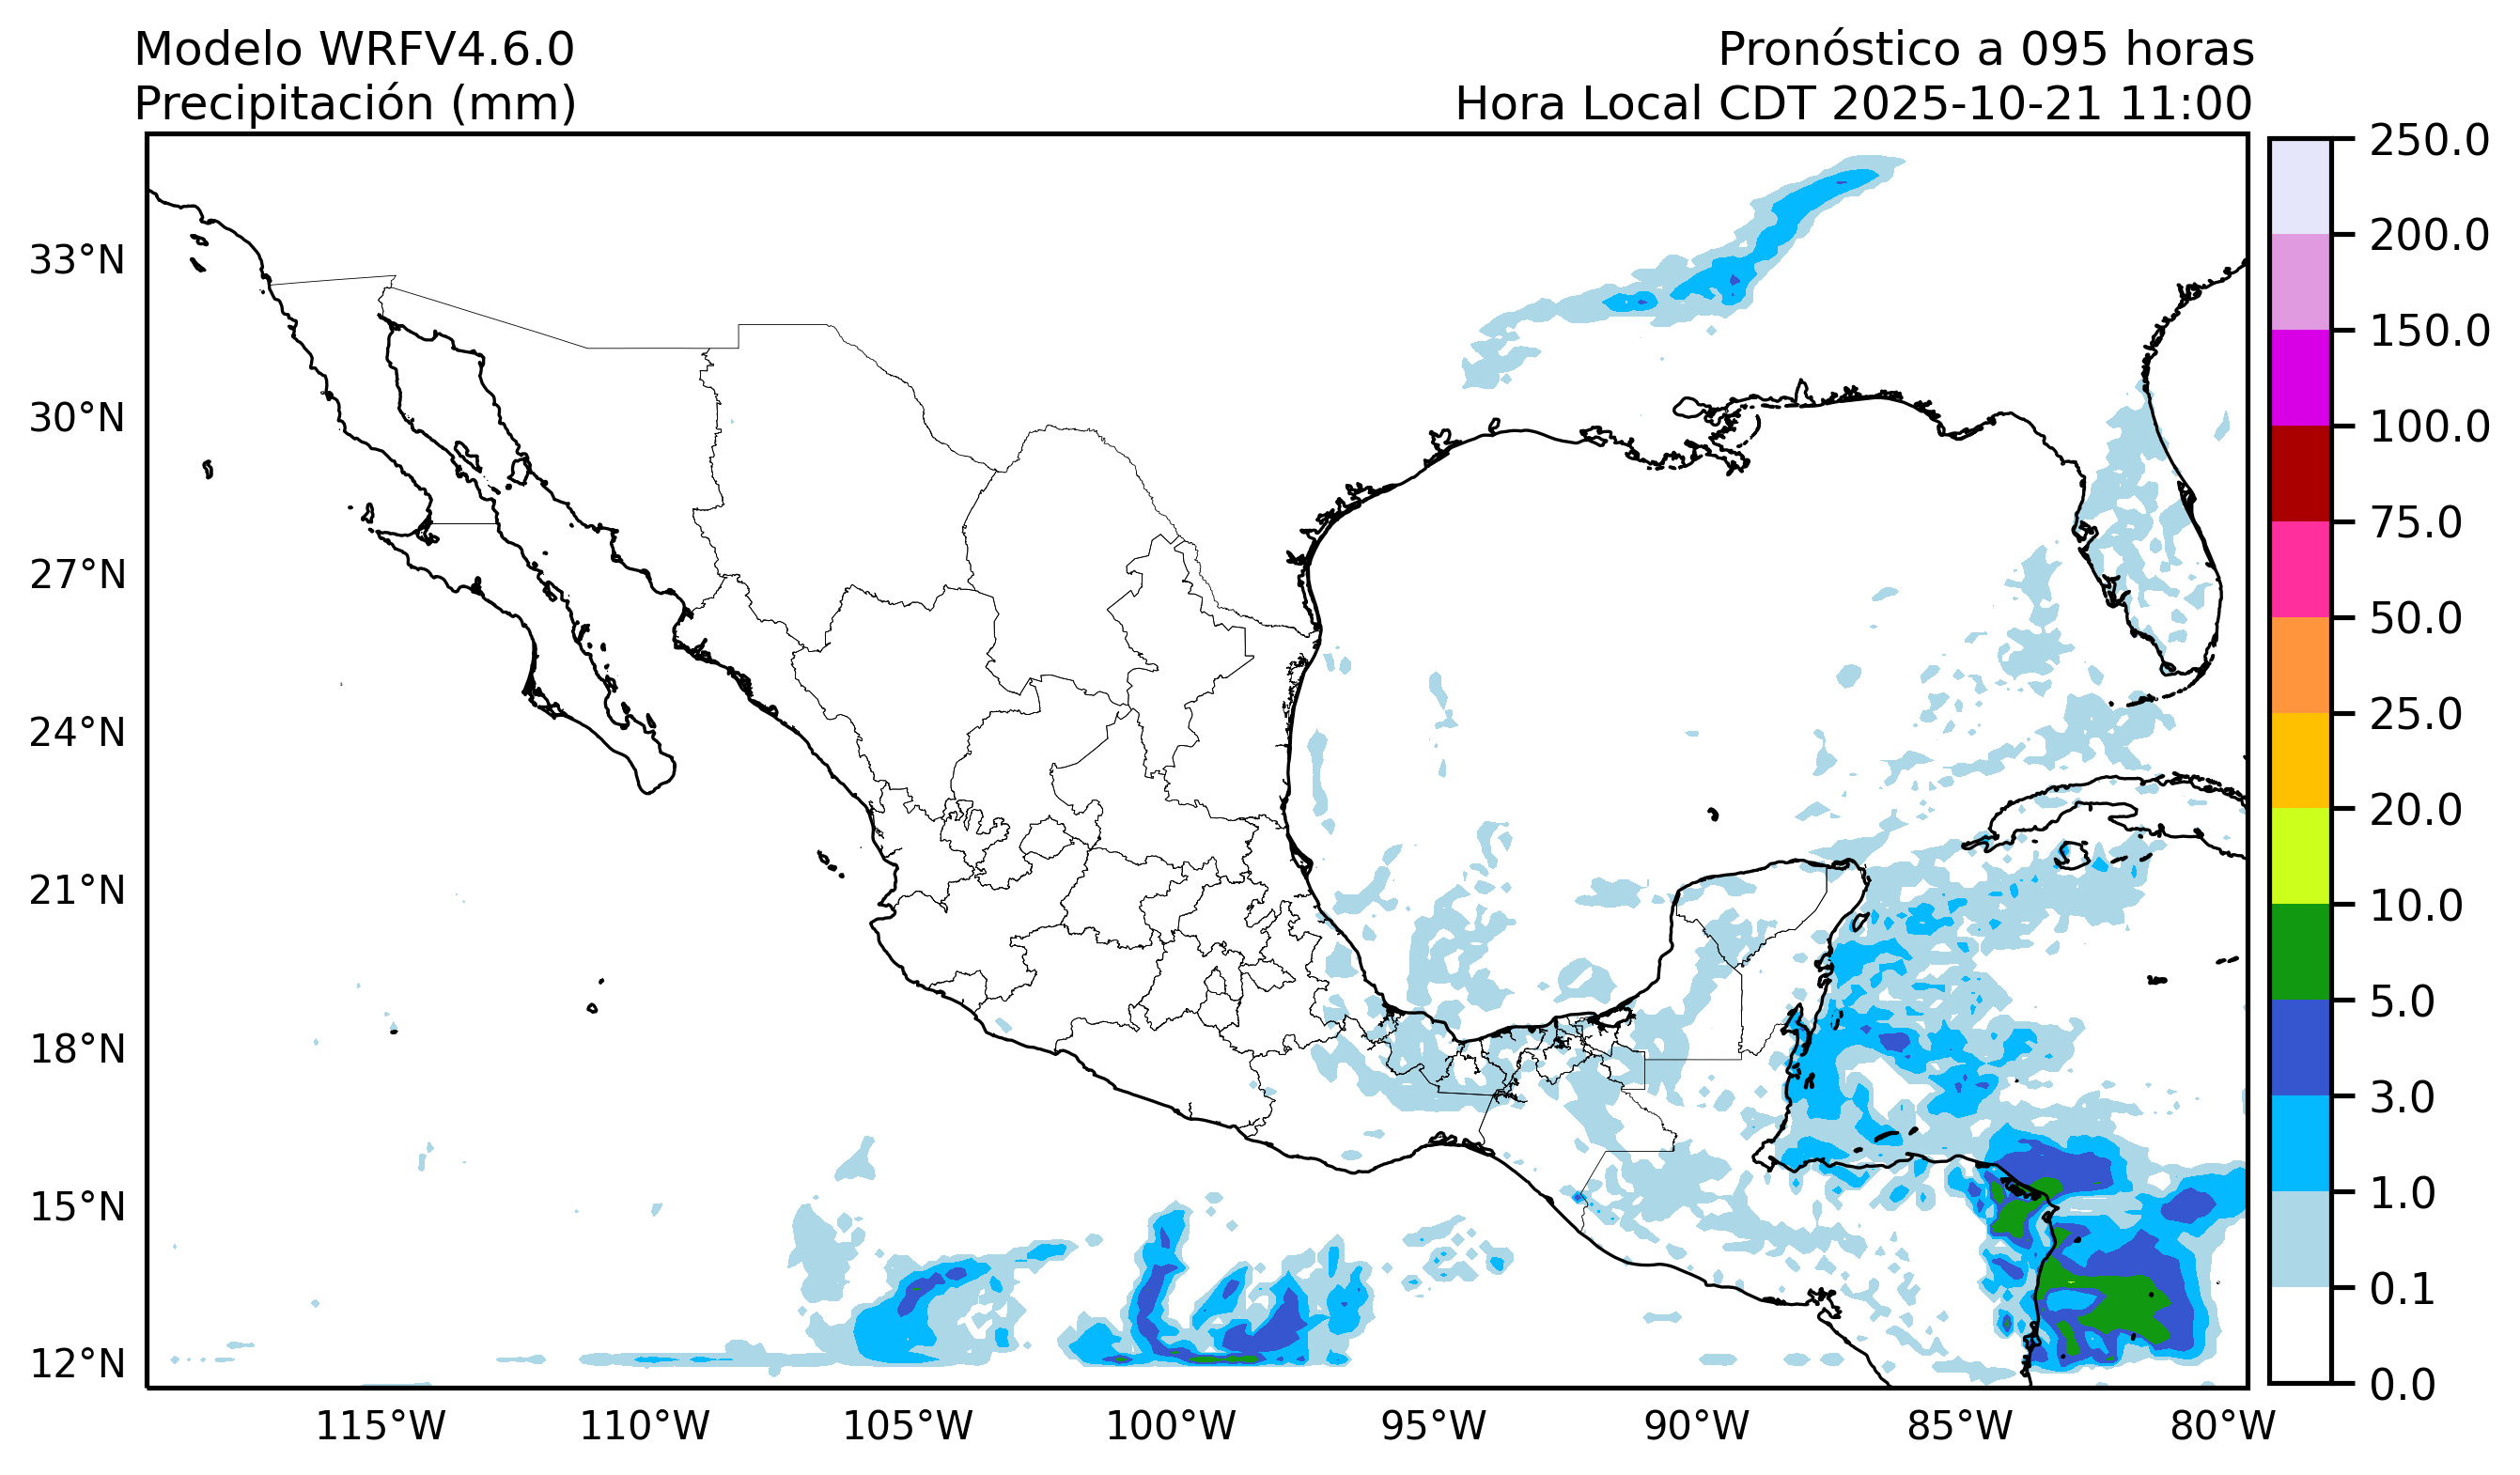 Modelo WRFV4.6.0
Precipitación (mm)
Pronóstico a 095 horas
Hora Local CDT 2025-10-21 11:00
33°N
30°N
27°N
24°N
21°N
18°N
15°N
12°N
115°W
110°W
105°W
100°W
95°W
90°W
85°W
80°W
250.0
200.0
150.0
100.0
75.0
50.0
25.0
20.0
10.0
5.0
3.0
1.0
0.1
0.0